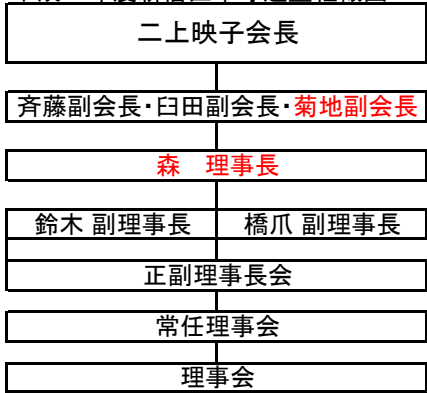 二上映子会長
斉藤副会長・臼田副会長・菊地副会長
森　理事長
鈴木 副理事長 橋爪 副理事長
正副理事長会
常任理事会
理事会